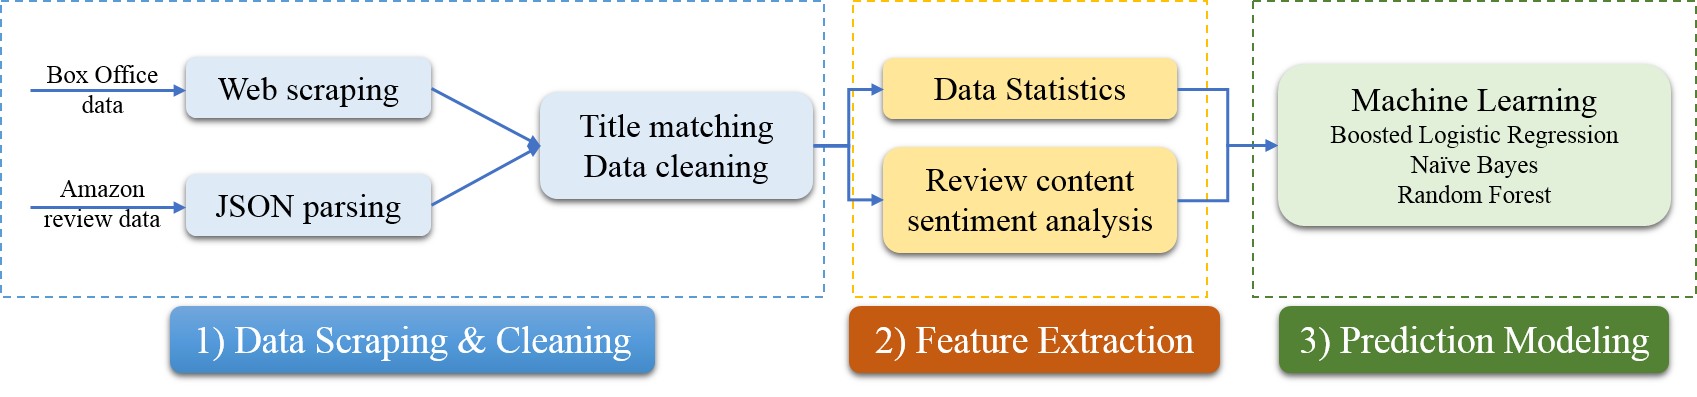 Box Office
data
Web scraping
Amazon
review data
JSON parsing
Title matching
Data cleaning
Data Statistics
Review content
sentiment analysis
Machine Learning
Boosted Logistic Regression
Naïve Bayes
Random Forest
1) Data Scraping & Cleaning
2) Feature Extraction
3) Prediction Modeling